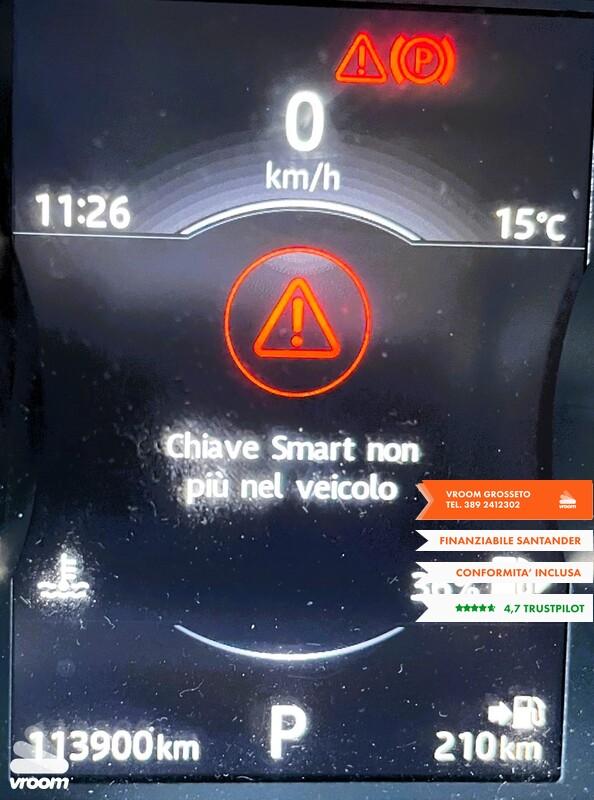 P
0
km/h
11:26
15°C
Chiave Smart non
più nel veicolo
VROOM GROSSETO
TEL. 389 2412302
vroom
FINANZIABILE SANTANDER
CONFORMITA' INCLUSA
4,7 TRUSTPILOT
113900km
P
210km
vroom